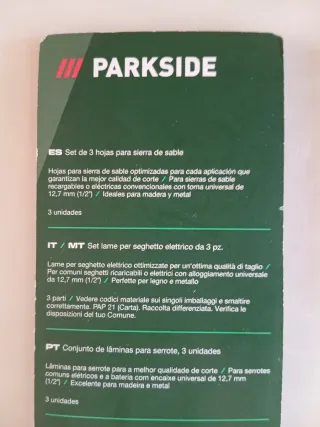 PARKSIDE
ES Set de 3 hojas para sierra de sable
Hojas para sierra de sable optimizadas para cada aplicación que
garantizan la mejor calidad de corte / Para sierras de sable
recargables o eléctricas convencionales con toma universal de
12,7 mm (1/2") / Ideales para madera y metal
3 unidades
IT / MT Set lame per seghetto elettrico da 3 pz.
Lame per seghetto elettrico ottimizzate per un'ottima qualità di taglio /
Per comuni seghetti ricaricabili o elettrici con alloggiamento universale
da 12,7 mm (1/2") / Perfette per legno e metallo
3 parti / Vedere codici materiale sui singoli imballaggi e smaltire
correttamente. PAP 21 (Carta). Raccolta differenziata. Verifica le
disposizioni del tuo Comune.
PT Conjunto de lâminas para serrote, 3 unidades
Lâminas para serrote para a melhor qualidade de corte / Para serrotes
comuns elétricos e a bateria com encaixe universal de 12,7 mm
(1/2") / Excelente para madeira e metal
3 unidades